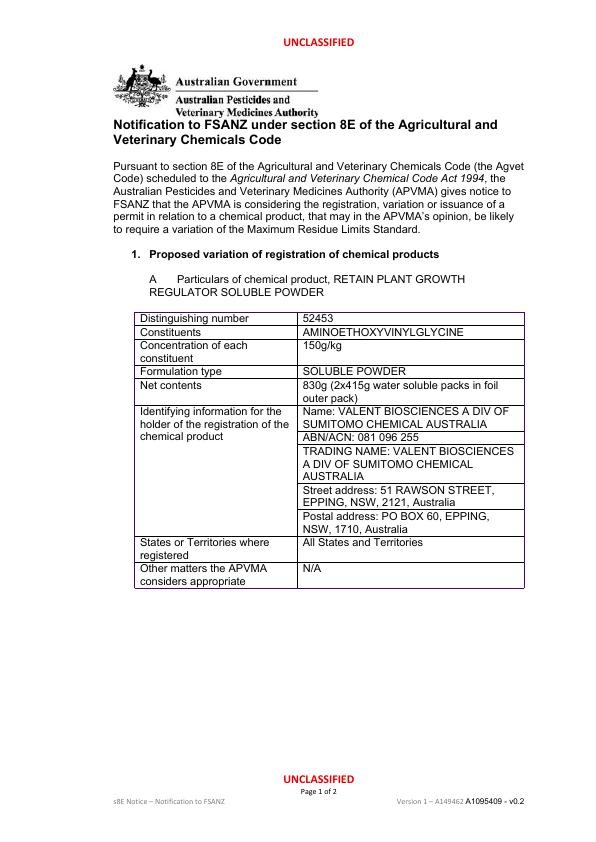 UNCLASSIFIED
Australian Government
Australian Pesticides and
Veterinary Medicines Authority
Notification to FSANZ under section 8E of the Agricultural and
Veterinary Chemicals Code
Pursuant to section 8E of the Agricultural and Veterinary Chemicals Code (the Agvet
Code) scheduled to the Agricultural and Veterinary Chemical Code Act 1994, the
Australian Pesticides and Veterinary Medicines Authority (APVMA) gives notice to
FSANZ that the APVMA is considering the registration, variation or issuance of a
permit in relation to a chemical product, that may in the APVMA's opinion, be likely
to require a variation of the Maximum Residue Limits Standard.
1. Proposed variation of registration of chemical products
A Particulars of chemical product, RETAIN PLANT GROWTH
REGULATOR SOLUBLE POWDER
Distinguishing number 52453
Constituents AMINOETHOXYVINYLGLYCINE
Concentration of each 150g/kg
constituent
Formulation type SOLUBLE POWDER
Net contents 830g (2x415g water soluble packs in foil
outer pack)
Identifying information for the Name: VALENT BIOSCIENCES A DIV OF
holder of the registration of the SUMITOMO CHEMICAL AUSTRALIA
chemical product ABN/ACN: 081 096 255
TRADING NAME: VALENT BIOSCIENCES
A DIV OF SUMITOMO CHEMICAL
AUSTRALIA
Street address: 51 RAWSON STREET,
EPPING, NSW, 2121, Australia
Postal address: PO BOX 60, EPPING,
NSW, 1710, Australia
States or Territories where All States and Territories
registered
Other matters the APVMA N/A
considers appropriate
UNCLASSIFIED
Page 1 of 2
s8E Notice – Notification to FSANZ Version 1 – A149462 A1095409 - v0.2